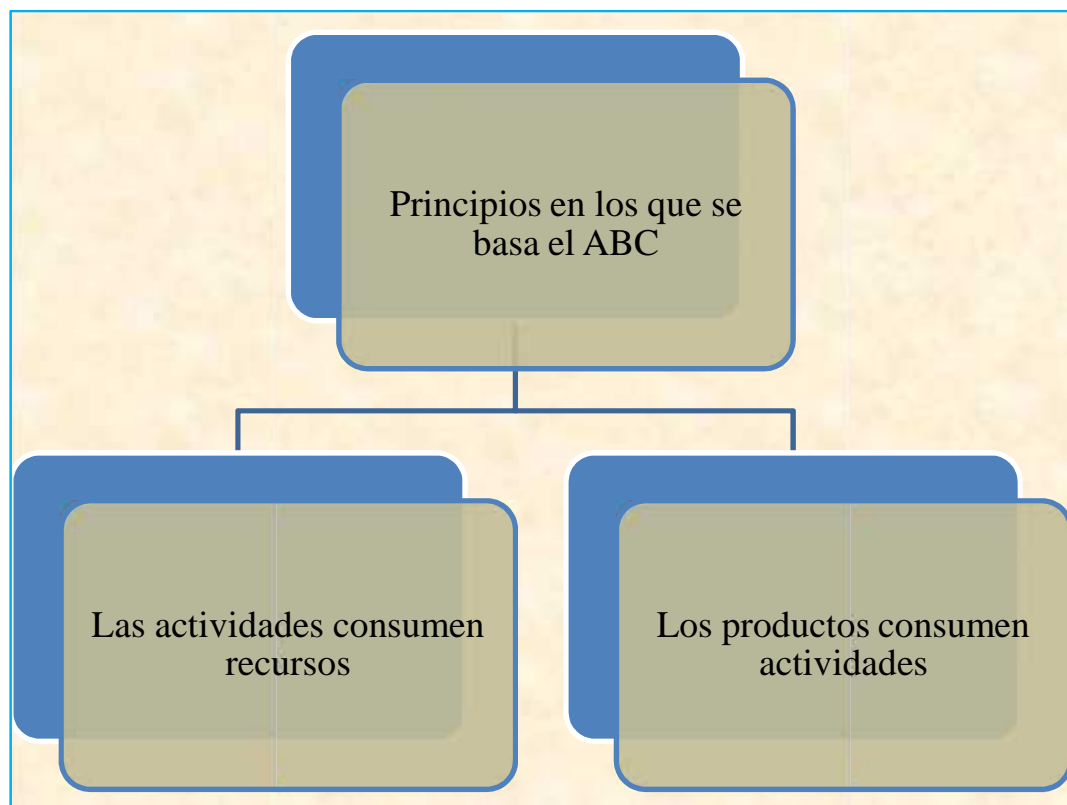 Principios en los que se
basa el ABC
Las actividades consumen
recursos
Los productos consumen
actividades